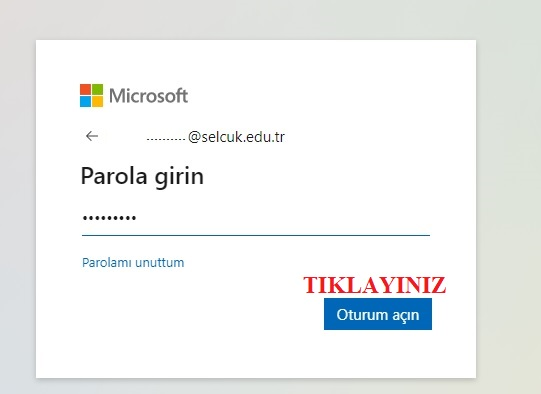 Microsoft
← ..........@selcuk.edu.tr
Parola girin
•••••••••
Parolamı unuttum
TIKLAYINIZ
Oturum açın